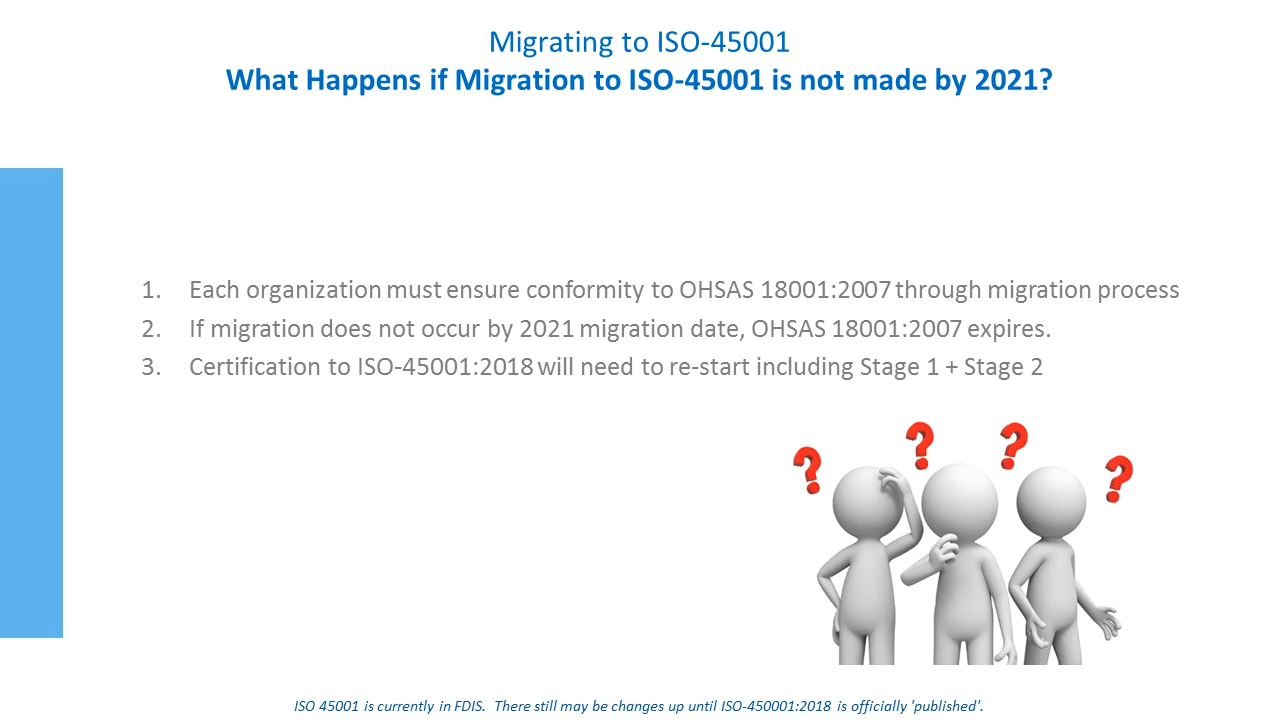 Migrating to ISO-45001
What Happens if Migration to ISO-45001 is not made by 2021?
1. Each organization must ensure conformity to OHSAS 18001:2007 through migration process
2. If migration does not occur by 2021 migration date, OHSAS 18001:2007 expires.
3. Certification to ISO-45001:2018 will need to re-start including Stage 1 + Stage 2
? ? ? ?
ISO 45001 is currently in FDIS. There still may be changes up until ISO-450001:2018 is officially 'published'.